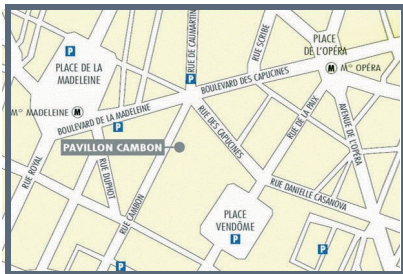 RUE DE CAUMARTIN
RUE SCRIBE
PLACE
DE L'OPÉRA
P
PLACE DE LA
MADELEINE
M
M° OPÉRA
P
BOULEVARD DES CAPUCINES
M° MADELEINE
M
BOULEVARD DE LA MADELEINE
P
RUE DES CAPUCINES
RUE DE LA PAIX
AVENUE DE L'OPÉRA
PAVILLON CAMBON
RUE ROYAL
RUE DUPHOT
RUE CAMBON
RUE DANIELLE CASANOVA
PLACE
VENDÔME
P
P
P